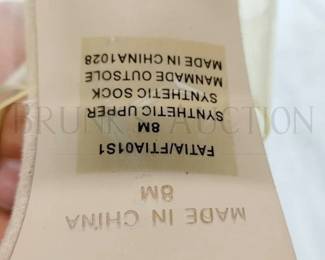 FATIA/FTIA01S1
8M
SYNTHETIC UPPER
SYNTHETIC SOCK
MANMADE OUTSOLE
MADE IN CHINA1028
MADE IN CHINA
8M
BRUNK AUCTION